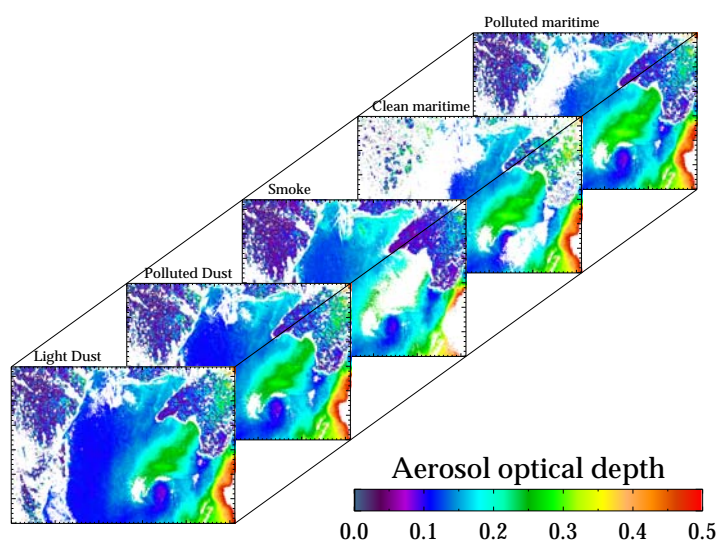 Polluted maritime
Clean maritime
Smoke
Polluted Dust
Light Dust
Aerosol optical depth
0.0 0.1 0.2 0.3 0.4 0.5